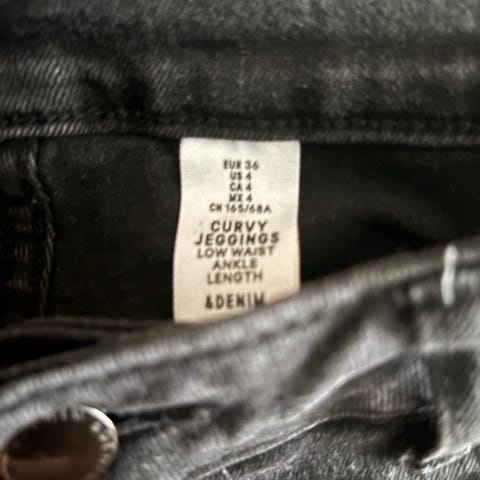 EUR 36
US 4
CA 4
MX 4
CN 165/68A
CURVY
JEGGINGS
LOW WAIST
ANKLE
LENGTH
&DENIM